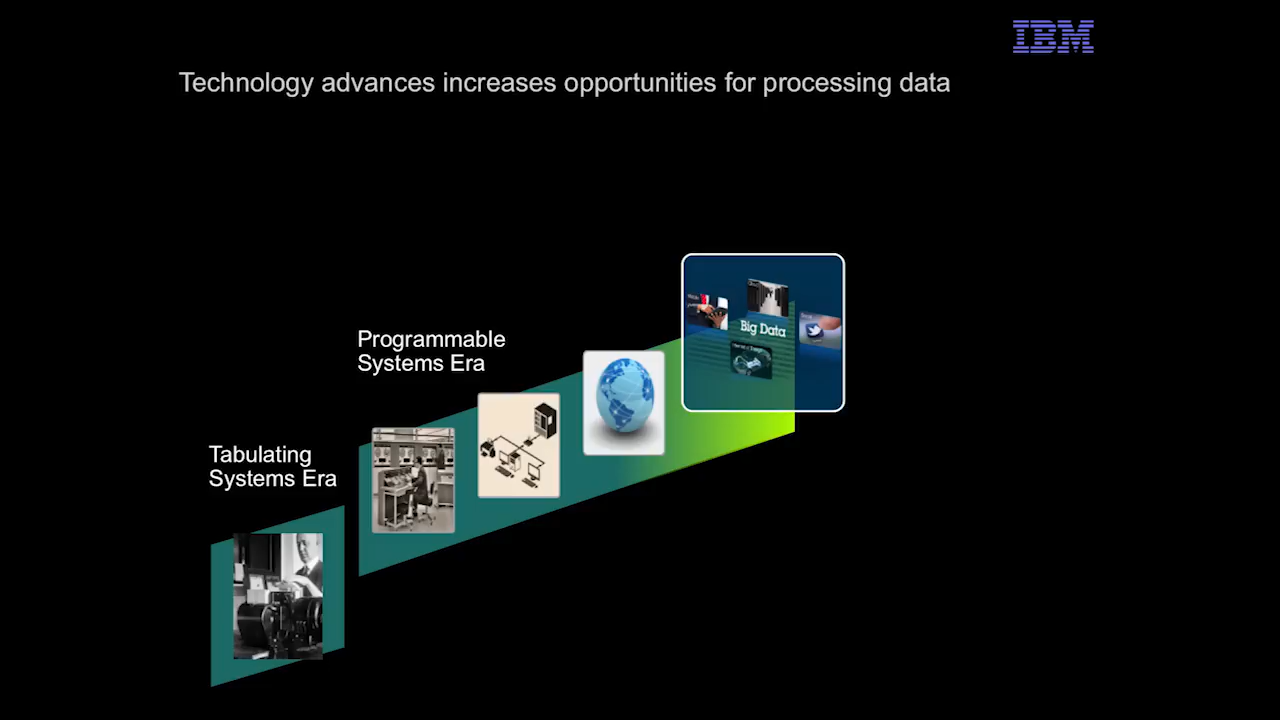 IBM
Technology advances increases opportunities for processing data
Big Data
Programmable
Systems Era
Tabulating
Systems Era